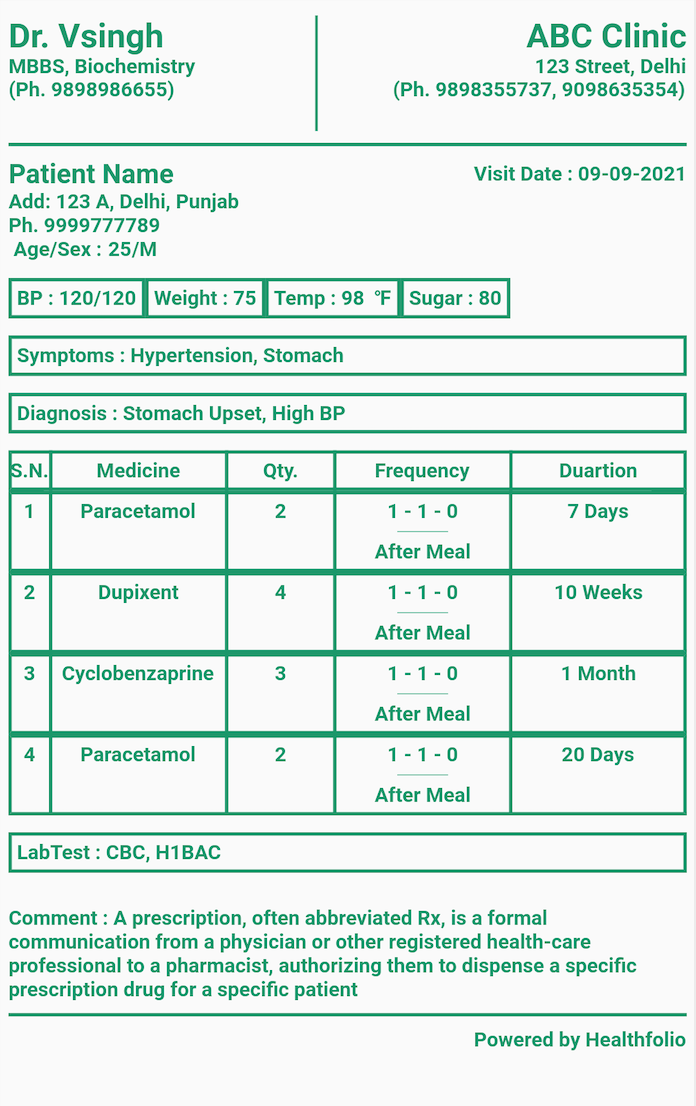 Dr. Vsingh
MBBS, Biochemistry
(Ph. 9898986655)
ABC Clinic
123 Street, Delhi
(Ph. 9898355737, 9098635354)
Patient Name
Visit Date : 09-09-2021
Add: 123 A, Delhi, Punjab
Ph. 9999777789
Age/Sex : 25/M
BP : 120/120 Weight : 75 Temp : 98 °F Sugar : 80
Symptoms : Hypertension, Stomach
Diagnosis : Stomach Upset, High BP
S.N. Medicine Qty. Frequency Duartion
1 Paracetamol 2 1 - 1 - 0 7 Days
After Meal
2 Dupixent 4 1 - 1 - 0 10 Weeks
After Meal
3 Cyclobenzaprine 3 1 - 1 - 0 1 Month
After Meal
4 Paracetamol 2 1 - 1 - 0 20 Days
After Meal
LabTest : CBC, H1BAC
Comment : A prescription, often abbreviated Rx, is a formal
communication from a physician or other registered health-care
professional to a pharmacist, authorizing them to dispense a specific
prescription drug for a specific patient
Powered by Healthfolio